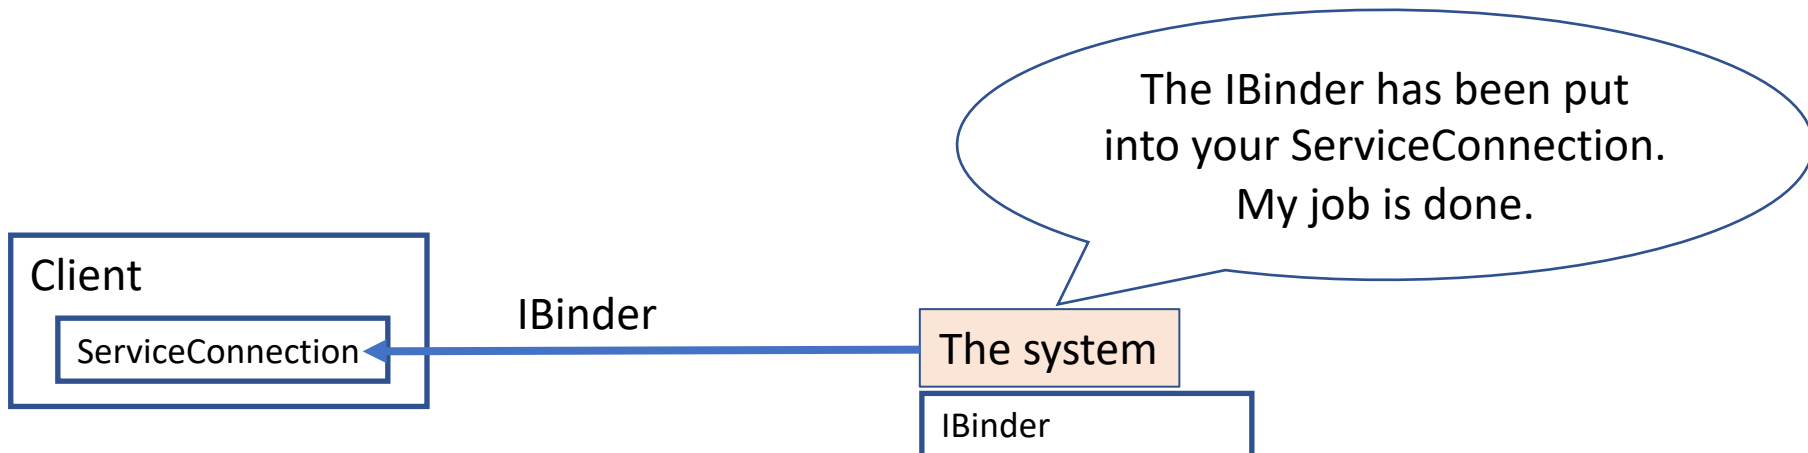 The IBinder has been put
into your ServiceConnection.
My job is done.
Client
IBinder
ServiceConnection
The system
IBinder